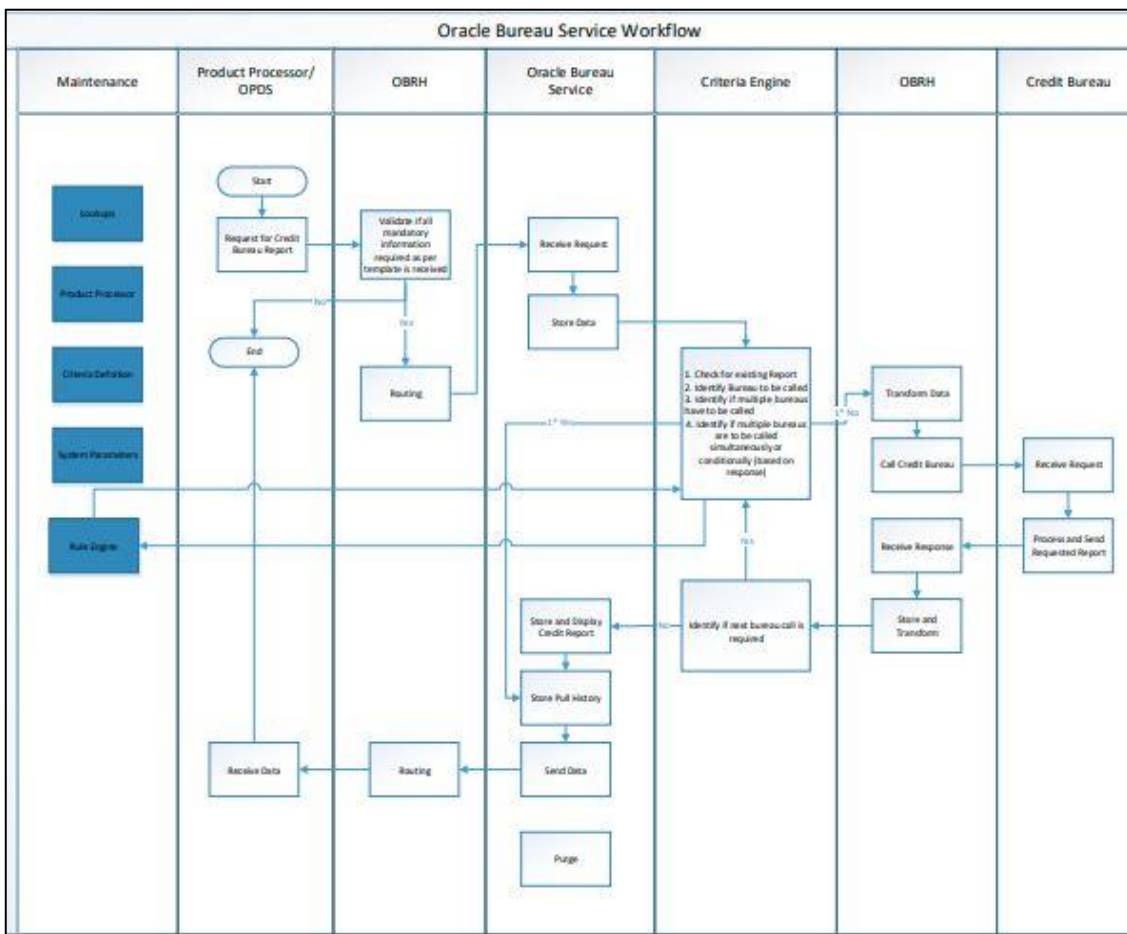 Oracle Bureau Service Workflow
Maintenance
Product Processor/
OPDS
OBRH
Oracle Bureau
Service
Criteria Engine
OBRH
Credit Bureau
Lookups
Product Processor
Criteria Definition
System Parameters
Rule Engine
Start
Request for Credit
Bureau Report
End
Receive Data
Validate if all
mandatory
information
required as per
template is received
No
Yes
Routing
Routing
Receive Request
Store Data
1* Yes
Store and Display
Credit Report
Store Pull History
Send Data
Purge
1. Check for existing Report
2. Identify Bureau to be called
3. Identify if multiple bureaus
have to be called
4. Identify if multiple bureaus
are to be called
simultaneously or
conditionally (based on
response)
Yes
No
Identify if next bureau call is
required
1* No
Transform Data
Call Credit Bureau
Receive Response
Store and
Transform
Receive Request
Process and Send
Requested Report